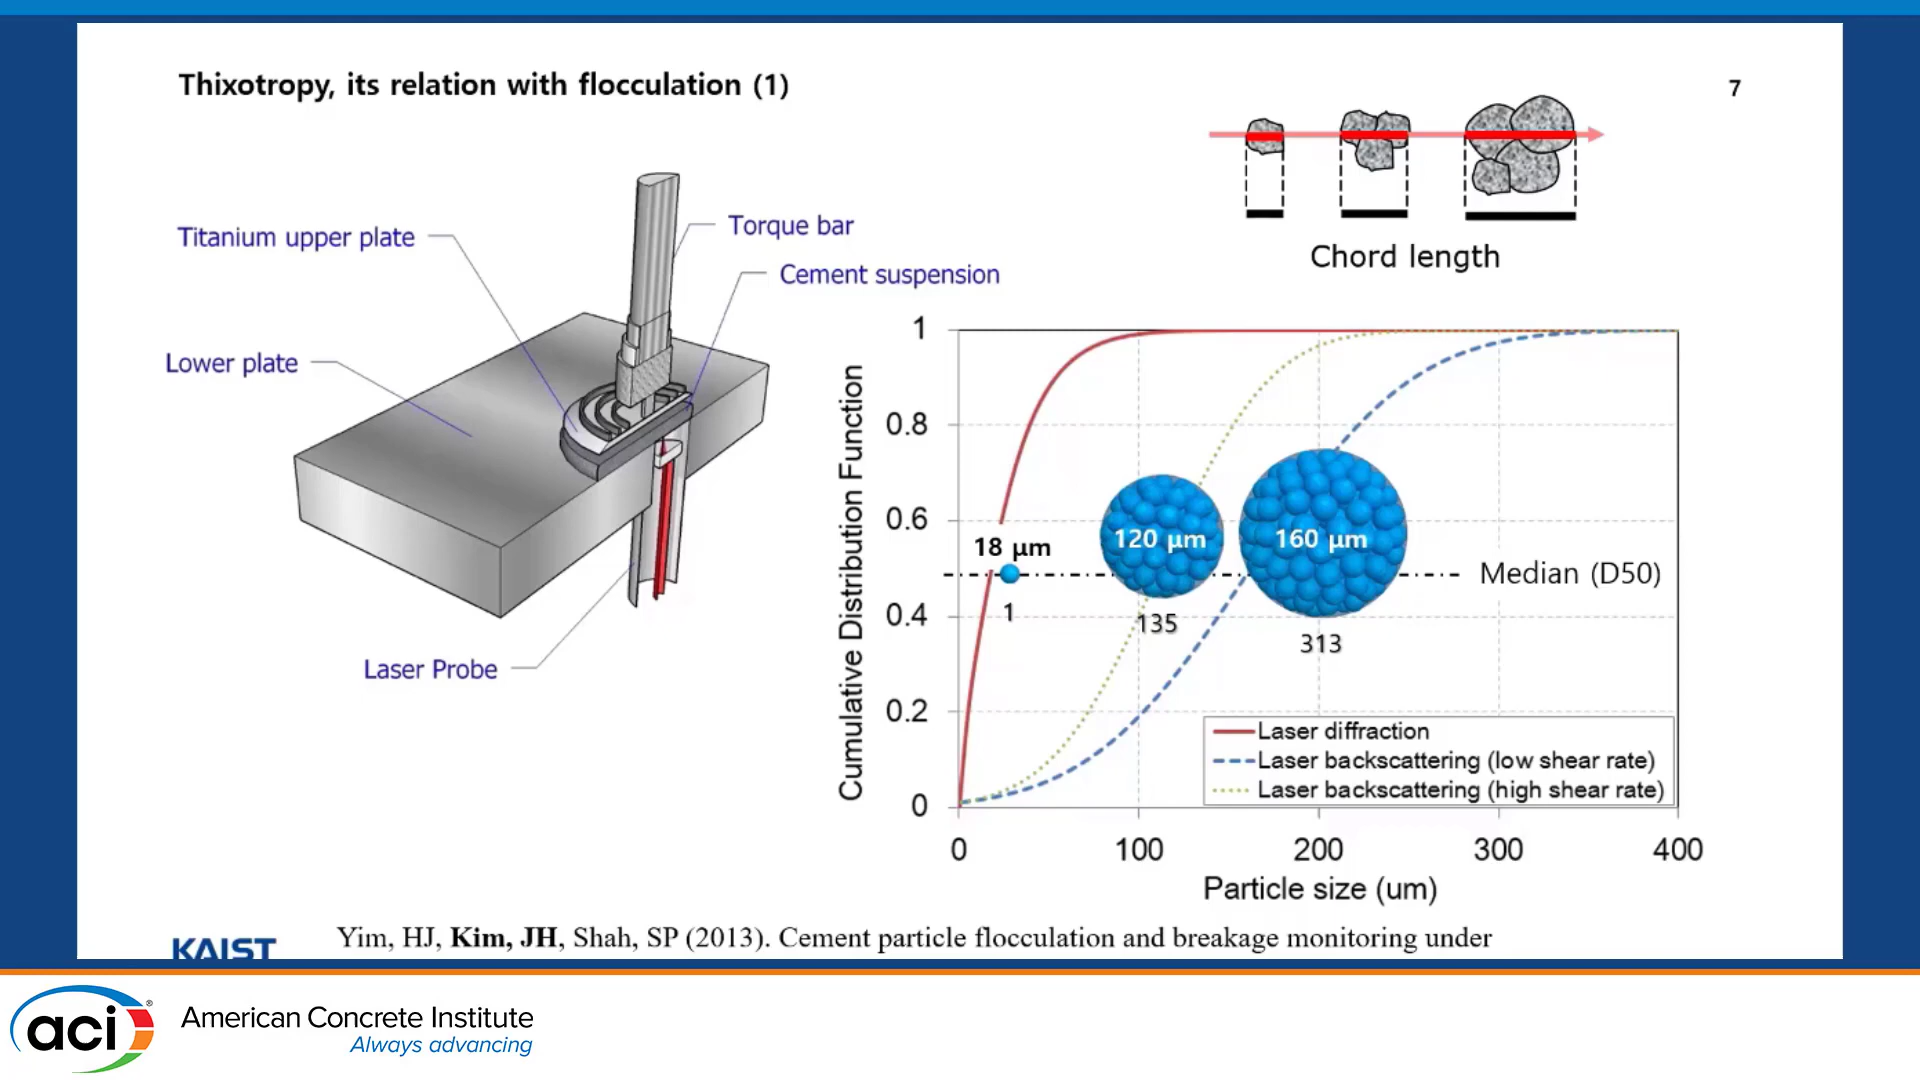 Thixotropy, its relation with flocculation (1)
7
Titanium upper plate
Torque bar
Cement suspension
Lower plate
Laser Probe
Chord length
Cumulative Distribution Function
1
0.8
0.6
0.4
0.2
0
18 μm
1
120 μm
135
160 μm
313
Median (D50)
Laser diffraction
Laser backscattering (low shear rate)
Laser backscattering (high shear rate)
0
100
200
300
400
Particle size (um)
KAIST
Yim, HJ, Kim, JH, Shah, SP (2013). Cement particle flocculation and breakage monitoring under
aci®
American Concrete Institute
Always advancing